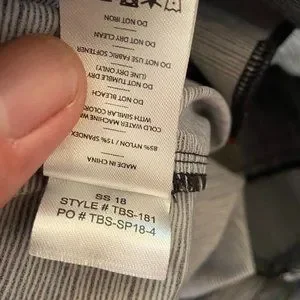 MADE IN CHINA
85% NYLON / 15% SPANDEX
COLD WATER MACHINE
WITH SIMILAR COLOR
DO NOT BLEACH
DO NOT TUMBLE DRY
(LINE DRY ONLY)
DO NOT USE FABRIC SOFTENER
DO NOT DRY CLEAN
DO NOT IRON
SS 18
STYLE # TBS-181
PO # TBS-SP18-4